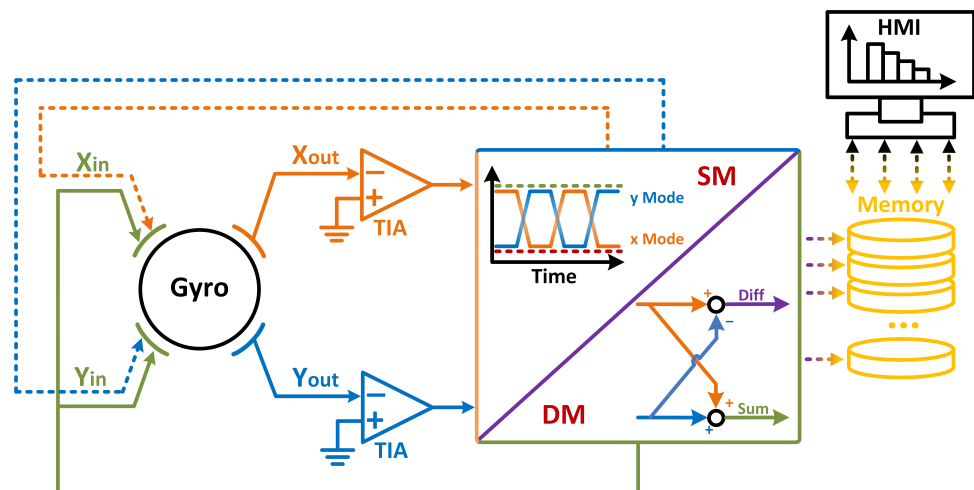 HMI
Xin
Xout
SM
y Mode
Memory
TIA
x Mode
Time
Gyro
+
Diff
−
...
Yin
Yout
DM
+
Sum
+
TIA
−
+
−
+